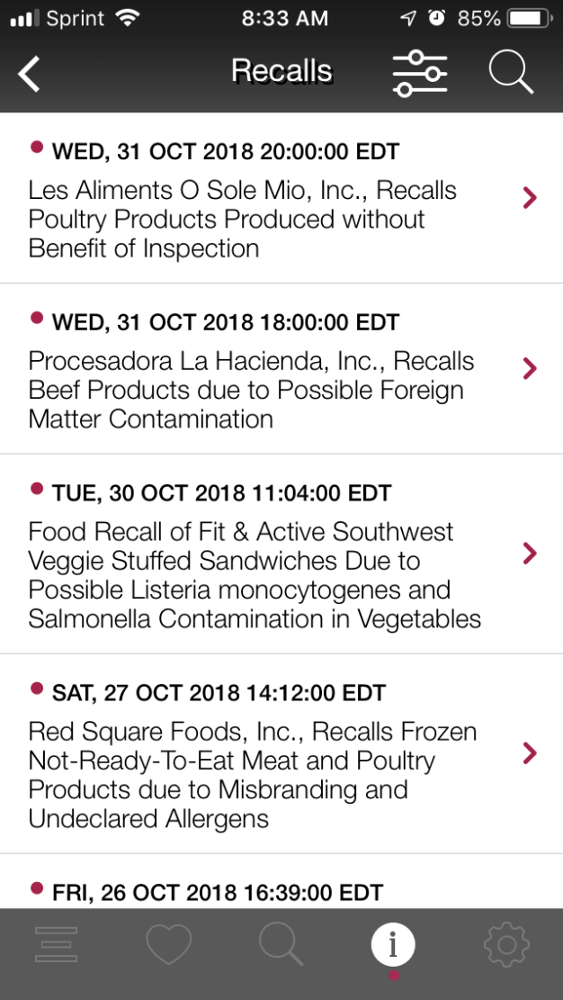 Sprint 8:33 AM 85%
Recalls
WED, 31 OCT 2018 20:00:00 EDT
Les Aliments O Sole Mio, Inc., Recalls
Poultry Products Produced without
Benefit of Inspection
WED, 31 OCT 2018 18:00:00 EDT
Procesadora La Hacienda, Inc., Recalls
Beef Products due to Possible Foreign
Matter Contamination
TUE, 30 OCT 2018 11:04:00 EDT
Food Recall of Fit & Active Southwest
Veggie Stuffed Sandwiches Due to
Possible Listeria monocytogenes and
Salmonella Contamination in Vegetables
SAT, 27 OCT 2018 14:12:00 EDT
Red Square Foods, Inc., Recalls Frozen
Not-Ready-To-Eat Meat and Poultry
Products due to Misbranding and
Undeclared Allergens
FRI, 26 OCT 2018 16:39:00 EDT
i